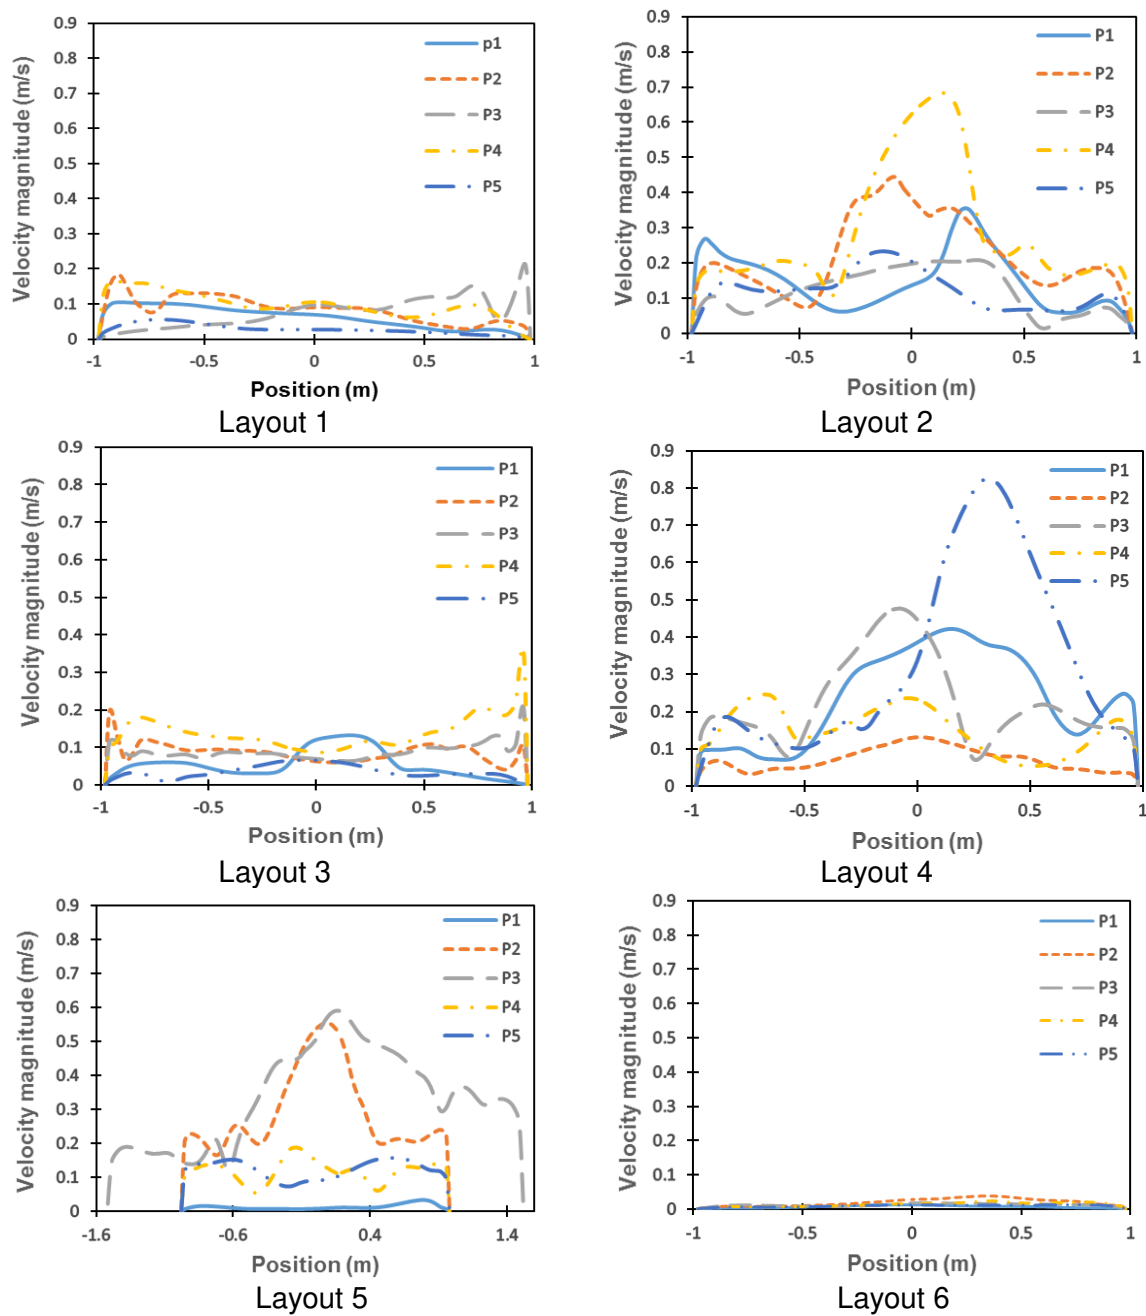 Velocity magnitude (m/s)
0.9
0.8
0.7
0.6
0.5
0.4
0.3
0.2
0.1
0
-1
-0.5
0
0.5
1
Position (m)
p1
P2
P3
P4
P5
Layout 1
Velocity magnitude (m/s)
0.9
0.8
0.7
0.6
0.5
0.4
0.3
0.2
0.1
0
-1
-0.5
0
0.5
1
Position (m)
P1
P2
P3
P4
P5
Layout 2
Velocity magnitude (m/s)
0.9
0.8
0.7
0.6
0.5
0.4
0.3
0.2
0.1
0
-1
-0.5
0
0.5
1
Position (m)
P1
P2
P3
P4
P5
Layout 3
Velocity magnitude (m/s)
0.9
0.8
0.7
0.6
0.5
0.4
0.3
0.2
0.1
0
-1
-0.5
0
0.5
1
Position (m)
P1
P2
P3
P4
P5
Layout 4
Velocity magnitude (m/s)
0.9
0.8
0.7
0.6
0.5
0.4
0.3
0.2
0.1
0
-1.6
-0.6
0.4
1.4
Position (m)
P1
P2
P3
P4
P5
Layout 5
Velocity magnitude (m/s)
0.9
0.8
0.7
0.6
0.5
0.4
0.3
0.2
0.1
0
-1
-0.5
0
0.5
1
Position (m)
P1
P2
P3
P4
P5
Layout 6